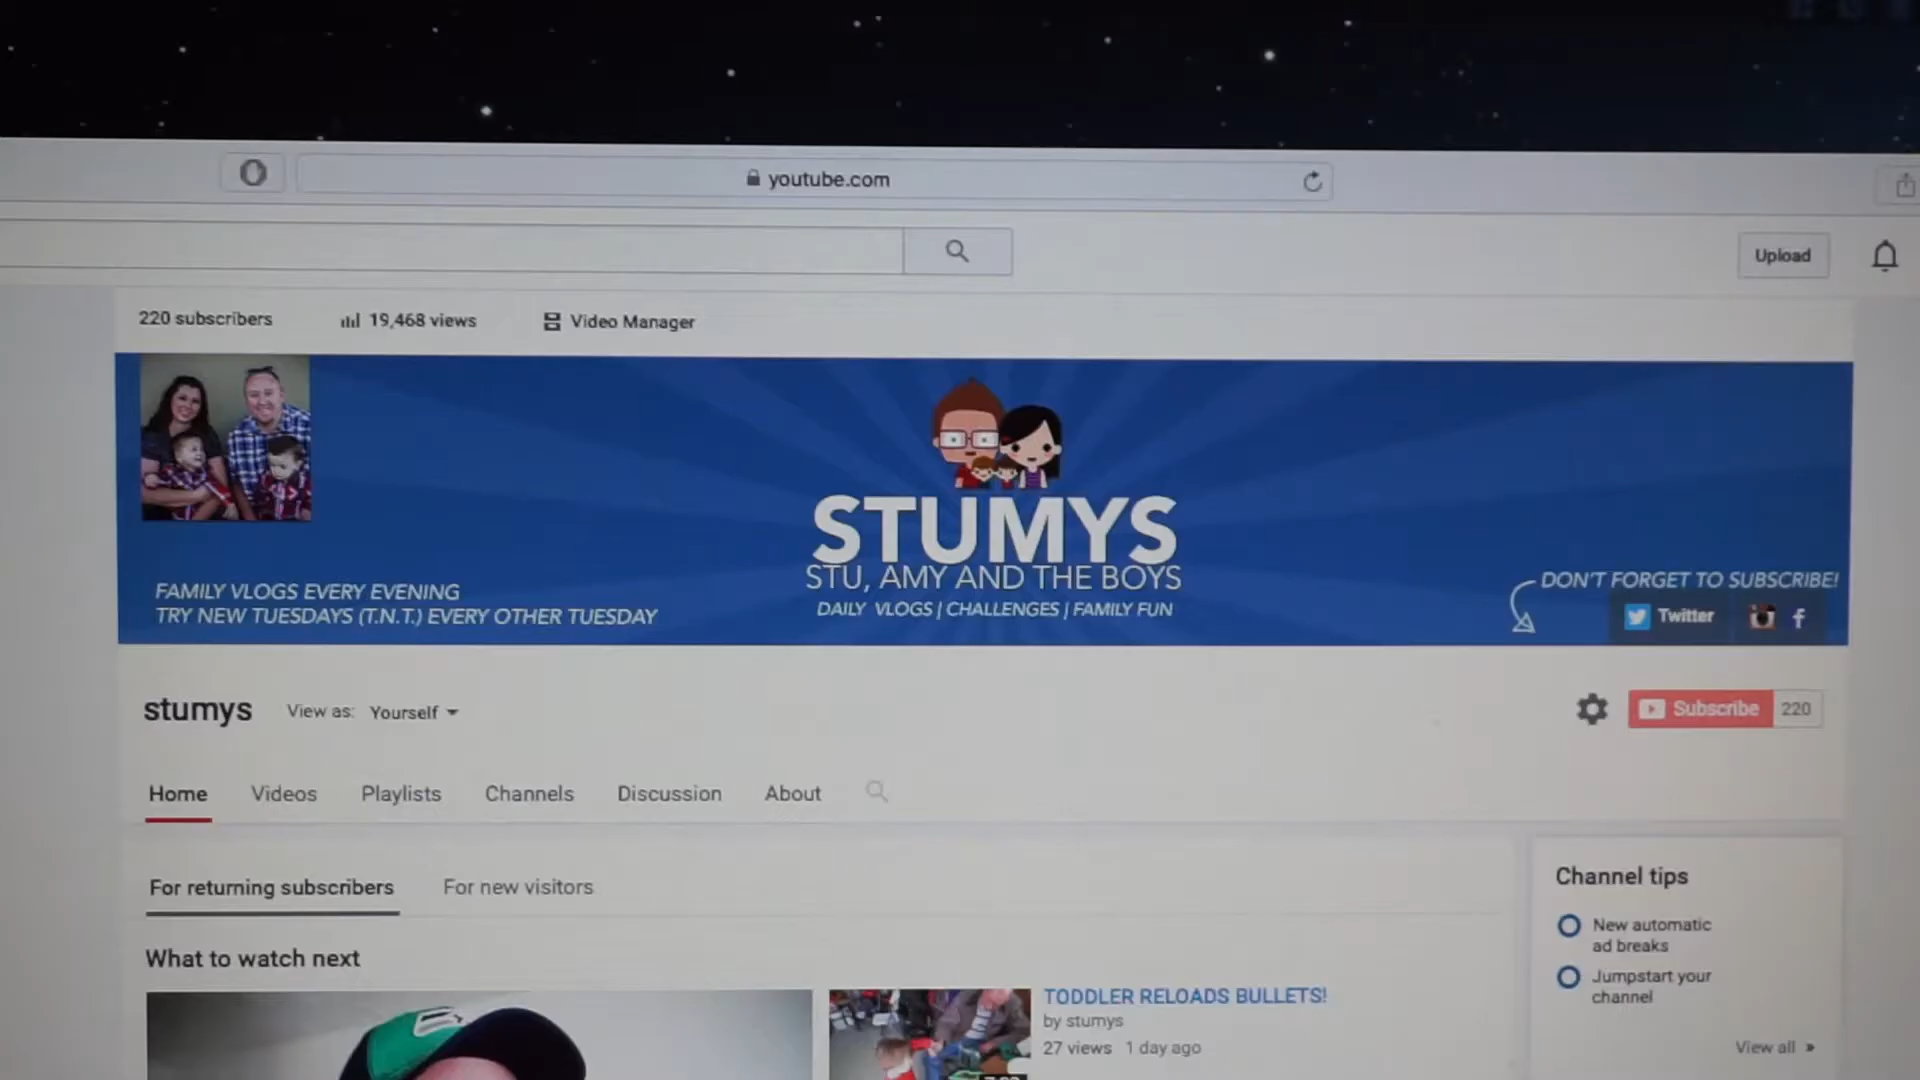 youtube.com
Upload
220 subscribers
19,468 views
Video Manager
STUMYS
STU, AMY AND THE BOYS
DAILY VLOGS | CHALLENGES | FAMILY FUN
FAMILY VLOGS EVERY EVENING
TRY NEW TUESDAYS (T.N.T.) EVERY OTHER TUESDAY
DON'T FORGET TO SUBSCRIBE!
Twitter
stumys
View as: Yourself
Subscribe 220
Home Videos Playlists Channels Discussion About
For returning subscribers
For new visitors
What to watch next
TODDLER RELOADS BULLETS!
by stumys
27 views 1 day ago
Channel tips
New automatic
ad breaks
Jumpstart your
channel
View all »